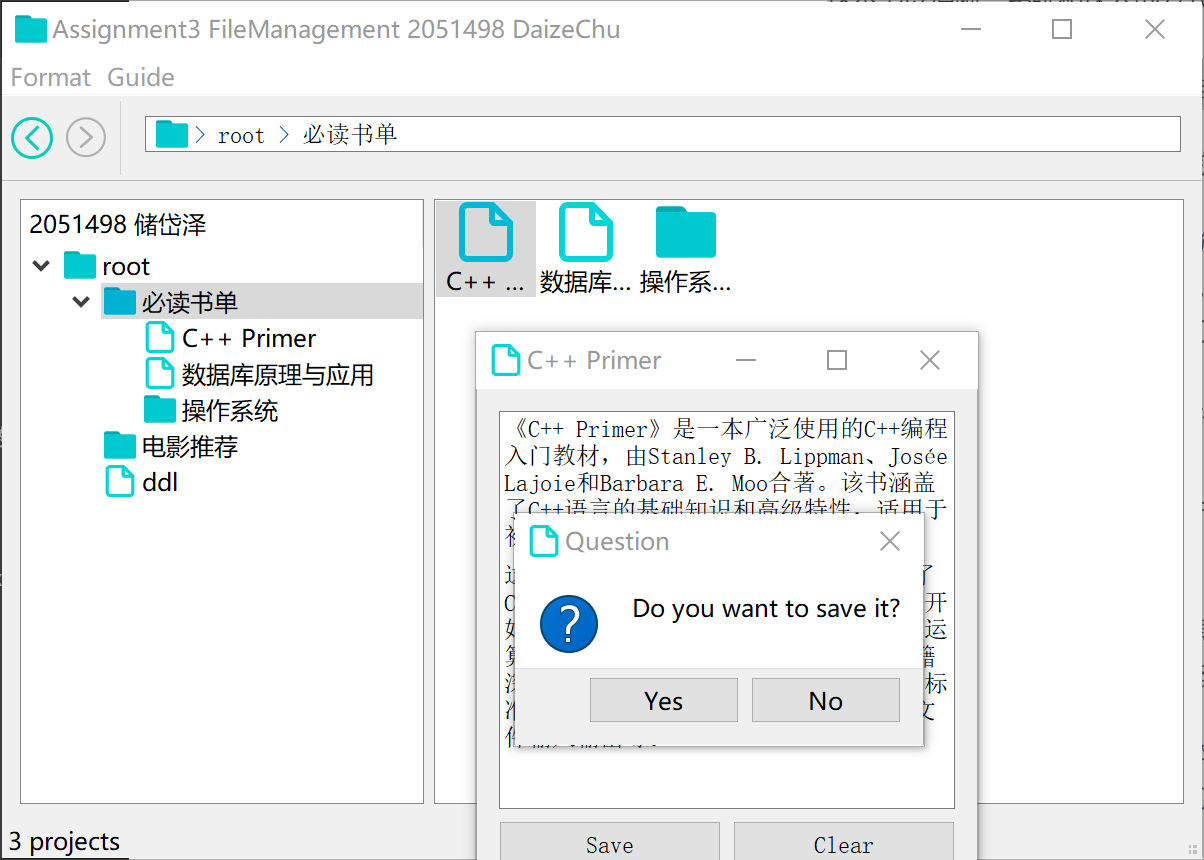 Assignment3 FileManagement 2051498 DaizeChu
Format Guide
root > 必读书单
2051498 储岱泽
root
必读书单
C++ Primer
数据库原理与应用
操作系统
电影推荐
ddl
C++ ...
数据库...
操作系...
C++ Primer
《C++ Primer》是一本广泛使用的C++编程
入门教材，由Stanley B. Lippman、Josée
Lajoie和Barbara E. Moo合著。该书涵盖
了C++语言的基础知识和高级特性，适用于
开
运
标
Question
Do you want to save it?
Yes
No
Save
Clear
3 projects